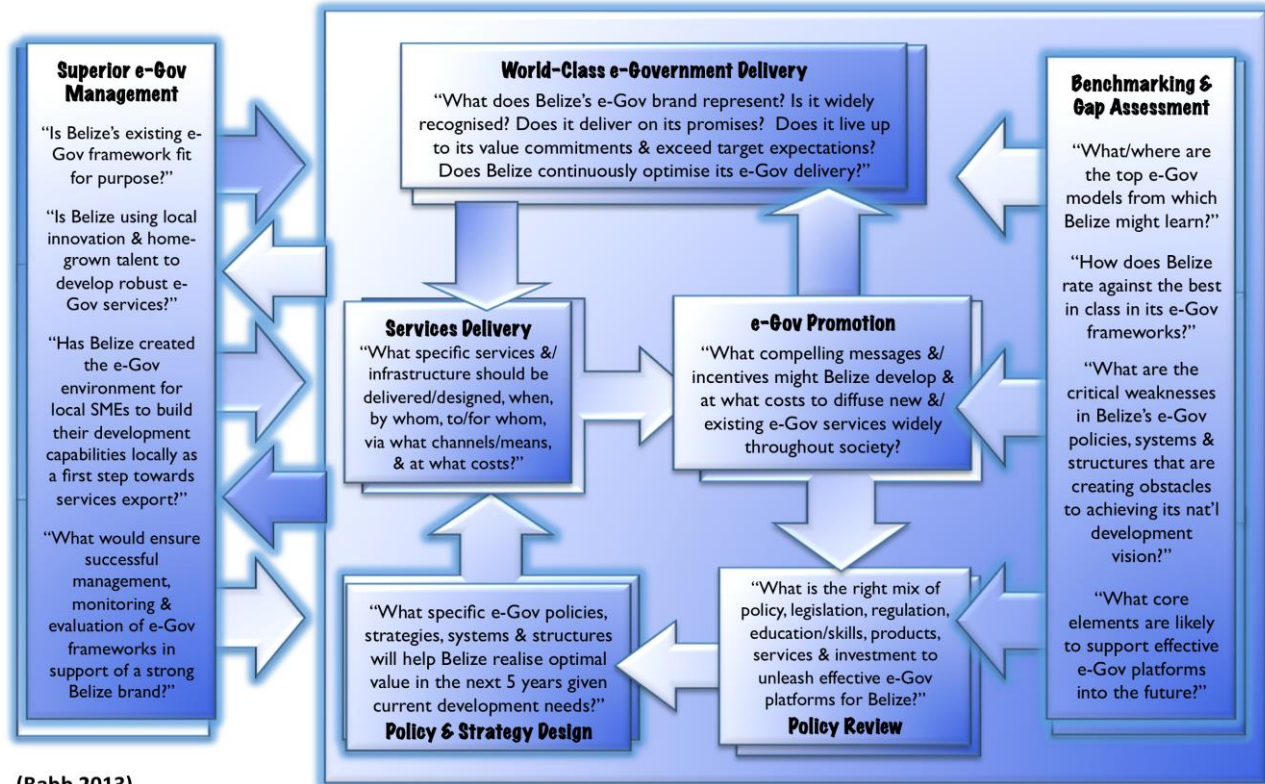 Superior e-Gov
Management
“Is Belize’s existing e-
Gov framework fit
for purpose?”
“Is Belize using local
innovation & home-
grown talent to
develop robust e-
Gov services?”
“Has Belize created
the e-Gov
environment for
local SMEs to build
their development
capabilities locally as
a first step towards
services export?”
“What would ensure
successful
management,
monitoring &
evaluation of e-Gov
frameworks in
support of a strong
Belize brand?”
World-Class e-Government Delivery
“What does Belize’s e-Gov brand represent? Is it widely
recognised? Does it deliver on its promises? Does it live up
to its value commitments & exceed target expectations?
Does Belize continuously optimise its e-Gov delivery?”
Services Delivery
“What specific services &/
infrastructure should be
delivered/designed, when,
by whom, to/for whom,
via what channels/means,
& at what costs?”
e-Gov Promotion
“What compelling messages &/
incentives might Belize develop &
at what costs to diffuse new &/
existing e-Gov services widely
throughout society?
“What specific e-Gov policies,
strategies, systems & structures
will help Belize realise optimal
value in the next 5 years given
current development needs?”
Policy & Strategy Design
“What is the right mix of
policy, legislation, regulation,
education/skills, products,
services & investment to
unleash effective e-Gov
platforms for Belize?”
Policy Review
Benchmarking &
Gap Assessment
“What/where are
the top e-Gov
models from which
Belize might learn?”
“How does Belize
rate against the best
in class in its e-Gov
frameworks?”
“What are the
critical weaknesses
in Belize’s e-Gov
policies, systems &
structures that are
creating obstacles
to achieving its nat’l
development
vision?”
“What core
elements are likely
to support effective
e-Gov platforms
into the future?”
(Babb 2013)